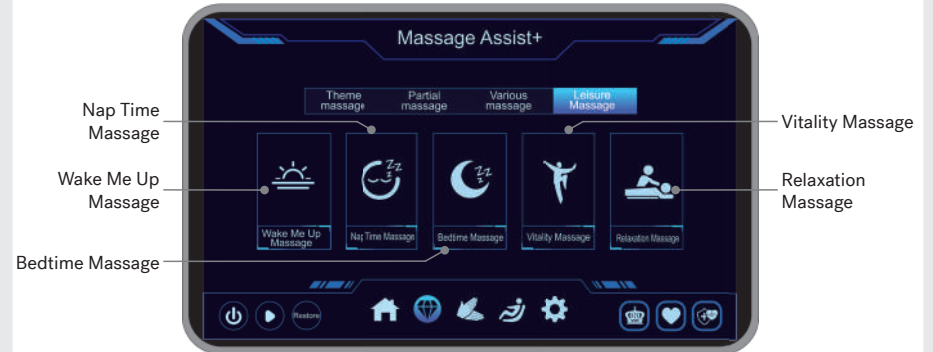 Massage Assist+
Theme
massage
Partial
massage
Various
massage
Leisure
Massage
Nap Time
Massage
Vitality Massage
Wake Me Up
Massage
Relaxation
Massage
Bedtime Massage
Wake Me Up
Massage
Nap Time Massage
Bedtime Massage
Vitality Massage
Relaxation Massage
Restore